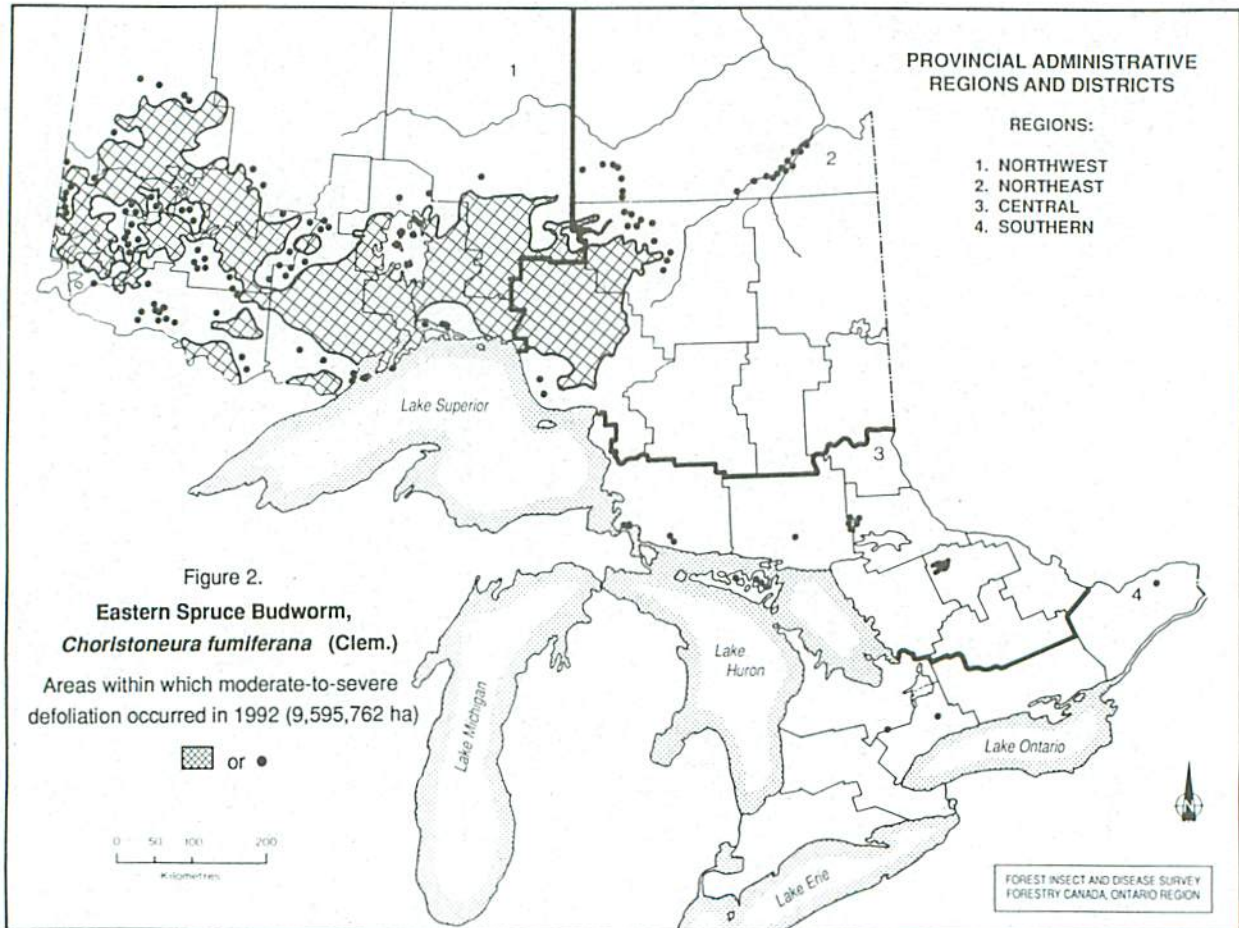 PROVINCIAL ADMINISTRATIVE
REGIONS AND DISTRICTS
REGIONS:
1. NORTHWEST
2. NORTHEAST
3. CENTRAL
4. SOUTHERN
1
2
3
4
Lake Superior
Lake Michigan
Lake
Huron
Lake Ontario
Lake Erie
Figure 2.
Eastern Spruce Budworm,
Choristoneura fumiferana (Clem.)
Areas within which moderate-to-severe
defoliation occurred in 1992 (9,595,762 ha)
or
0 50 100 200
Kilometres
N
FOREST INSECT AND DISEASE SURVEY
FORESTRY CANADA, ONTARIO REGION